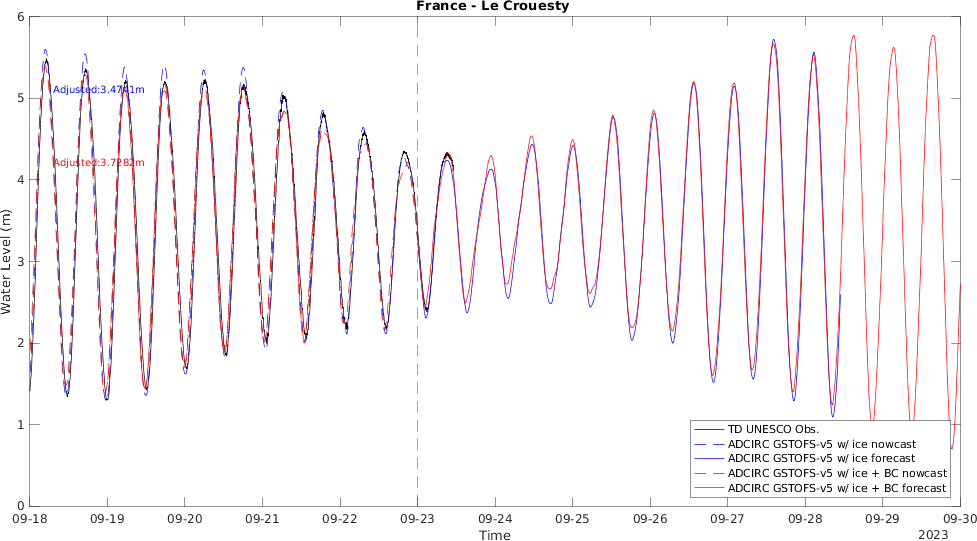 France - Le Crouesty
Water Level (m)
6
5
4
3
2
1
0
Adjusted:3.4741m
Adjusted:3.7282m
TD UNESCO Obs.
ADCIRC GSTOFS-v5 w/ ice nowcast
ADCIRC GSTOFS-v5 w/ ice forecast
ADCIRC GSTOFS-v5 w/ ice + BC nowcast
ADCIRC GSTOFS-v5 w/ ice + BC forecast
09-18 09-19 09-20 09-21 09-22 09-23 09-24 09-25 09-26 09-27 09-28 09-29 09-30
Time
2023